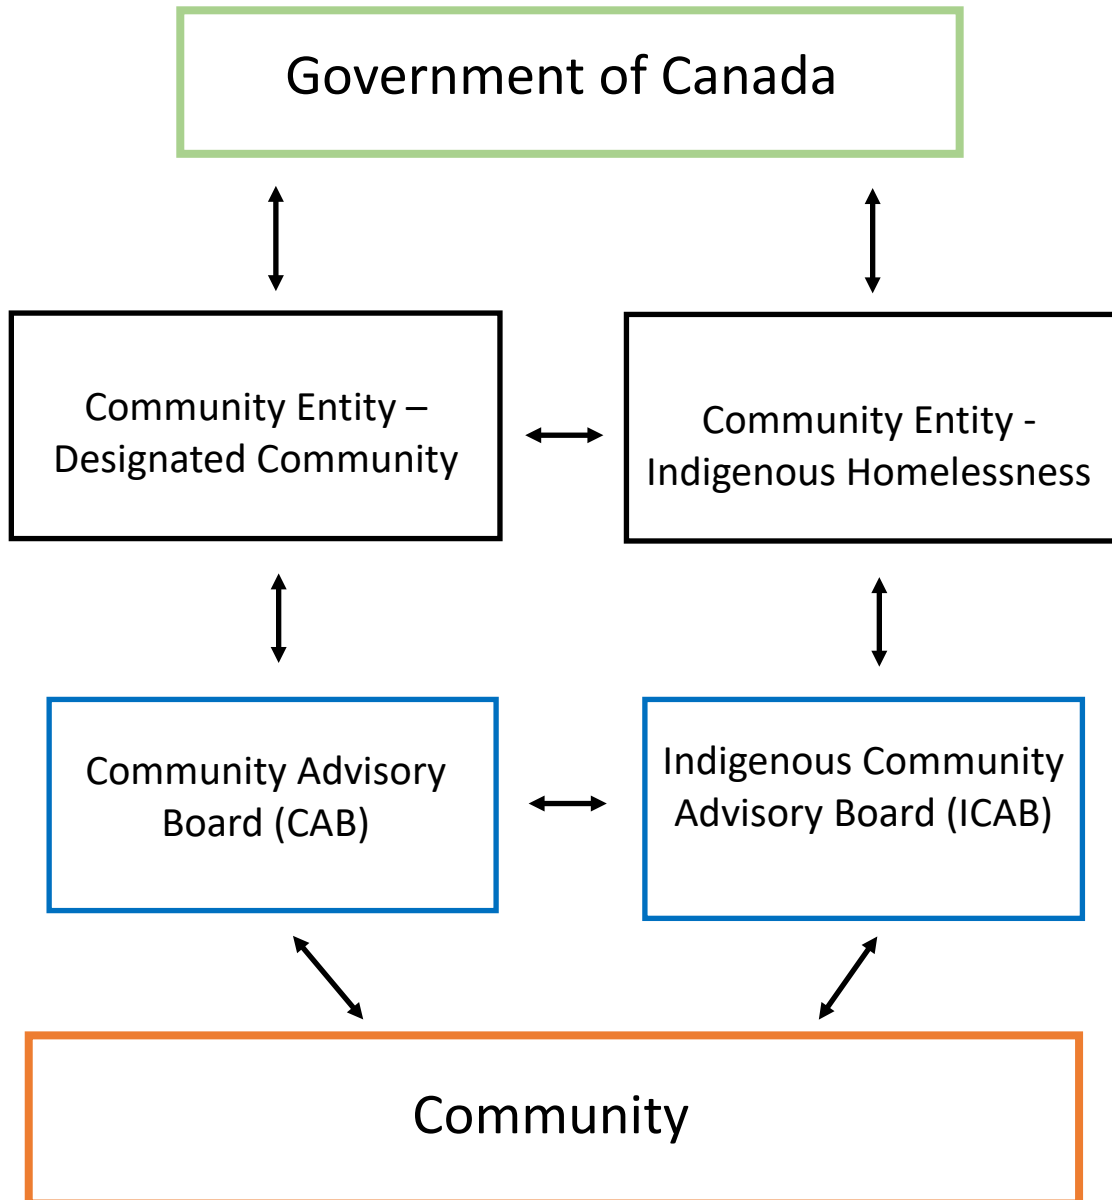 Government of Canada
Community Entity –
Designated Community
Community Entity -
Indigenous Homelessness
Community Advisory
Board (CAB)
Indigenous Community
Advisory Board (ICAB)
Community